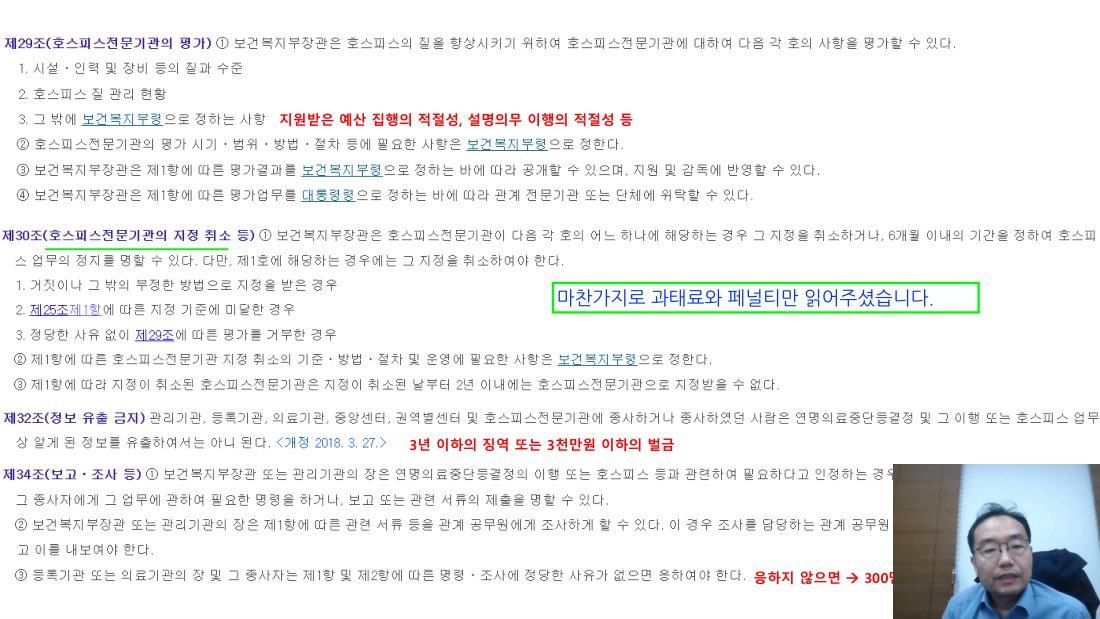 제29조(호스피스전문기관의 평가) ① 보건복지부장관은 호스피스의 질을 향상시키기 위하여 호스피스전문기관에 대하여 다음 각 호의 사항을 평가할 수 있다.
1. 시설ㆍ인력 및 장비 등의 질과 수준
2. 호스피스 질 관리 현황
3. 그 밖에 보건복지부령으로 정하는 사항 지원받은 예산 집행의 적절성, 설명의무 이행의 적절성 등
② 호스피스전문기관의 평가 시기ㆍ범위ㆍ방법ㆍ절차 등에 필요한 사항은 보건복지부령으로 정한다.
③ 보건복지부장관은 제1항에 따른 평가결과를 보건복지부령으로 정하는 바에 따라 공개할 수 있으며, 지원 및 감독에 반영할 수 있다.
④ 보건복지부장관은 제1항에 따른 평가업무를 대통령령으로 정하는 바에 따라 관계 전문기관 또는 단체에 위탁할 수 있다.
제30조(호스피스전문기관의 지정 취소 등) ① 보건복지부장관은 호스피스전문기관이 다음 각 호의 어느 하나에 해당하는 경우 그 지정을 취소하거나, 6개월 이내의 기간을 정하여 호스피
스 업무의 정지를 명할 수 있다. 다만, 제1호에 해당하는 경우에는 그 지정을 취소하여야 한다.
1. 거짓이나 그 밖의 부정한 방법으로 지정을 받은 경우
마찬가지로 과태료와 페널티만 읽어주셨습니다.
2. 제25조제1항에 따른 지정 기준에 미달한 경우
3. 정당한 사유 없이 제29조에 따른 평가를 거부한 경우
② 제1항에 따른 호스피스전문기관 지정 취소의 기준ㆍ방법ㆍ절차 및 운영에 필요한 사항은 보건복지부령으로 정한다.
③ 제1항에 따라 지정이 취소된 호스피스전문기관은 지정이 취소된 날부터 2년 이내에는 호스피스전문기관으로 지정받을 수 없다.
제32조(정보 유출 금지) 관리기관, 등록기관, 의료기관, 중앙센터, 권역별센터 및 호스피스전문기관에 종사하거나 종사하였던 사람은 연명의료중단등결정 및 그 이행 또는 호스피스 업무
상 알게 된 정보를 유출하여서는 아니 된다. <개정 2018. 3. 27.> 3년 이하의 징역 또는 3천만원 이하의 벌금
제34조(보고ㆍ조사 등) ① 보건복지부장관 또는 관리기관의 장은 연명의료중단등결정의 이행 또는 호스피스 등과 관련하여 필요하다고 인정하는 경우
그 종사자에게 그 업무에 관하여 필요한 명령을 하거나, 보고 또는 관련 서류의 제출을 명할 수 있다.
② 보건복지부장관 또는 관리기관의 장은 제1항에 따른 관련 서류 등을 관계 공무원에게 조사하게 할 수 있다. 이 경우 조사를 담당하는 관계 공무원
고 이를 내보여야 한다.
③ 등록기관 또는 의료기관의 장 및 그 종사자는 제1항 및 제2항에 따른 명령ㆍ조사에 정당한 사유가 없으면 응하여야 한다. 응하지 않으면 → 300